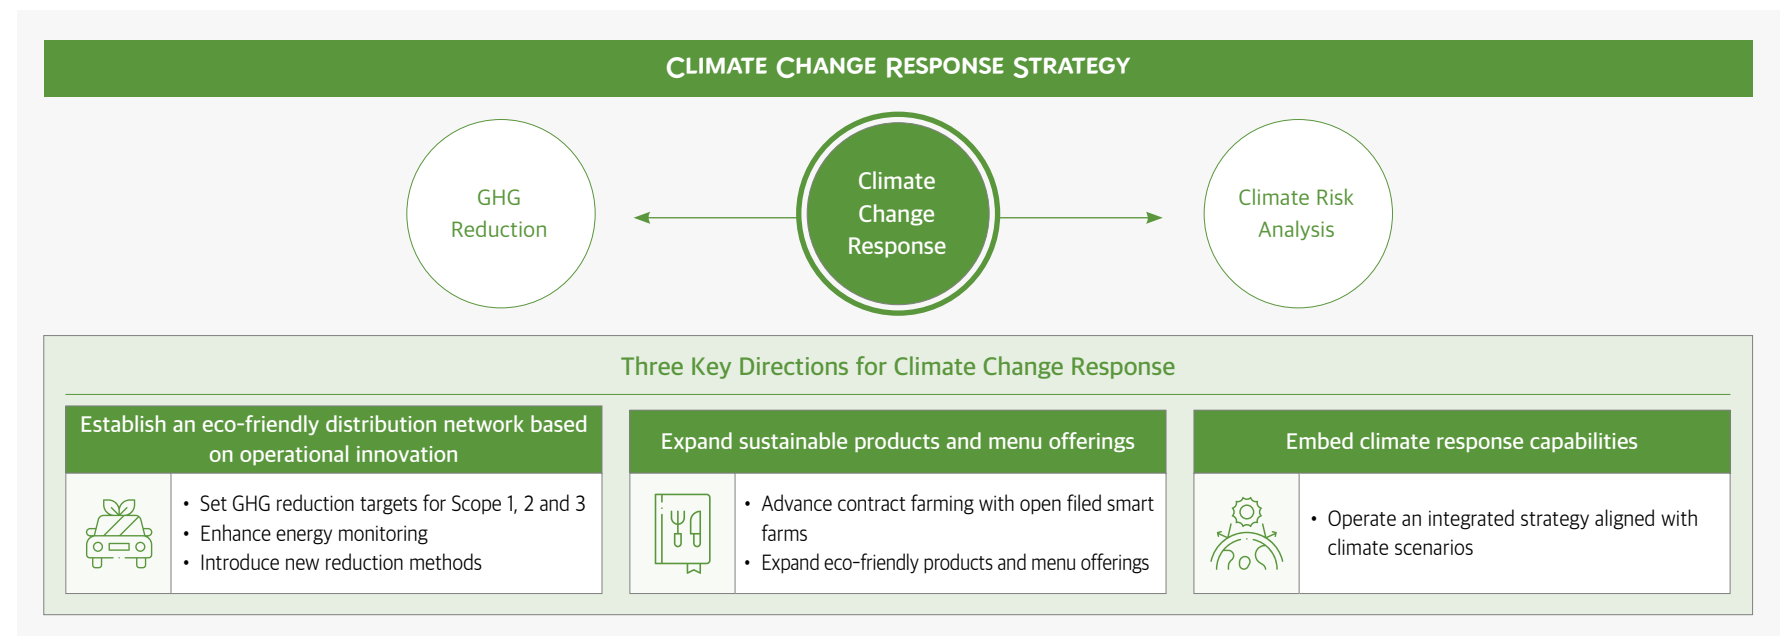 CLIMATE CHANGE RESPONSE STRATEGY
GHG
Reduction
Climate
Change
Response
Climate Risk
Analysis
Three Key Directions for Climate Change Response
Establish an eco-friendly distribution network based
on operational innovation
• Set GHG reduction targets for Scope 1, 2 and 3
• Enhance energy monitoring
• Introduce new reduction methods
Expand sustainable products and menu offerings
• Advance contract farming with open filed smart
farms
• Expand eco-friendly products and menu offerings
Embed climate response capabilities
• Operate an integrated strategy aligned with
climate scenarios